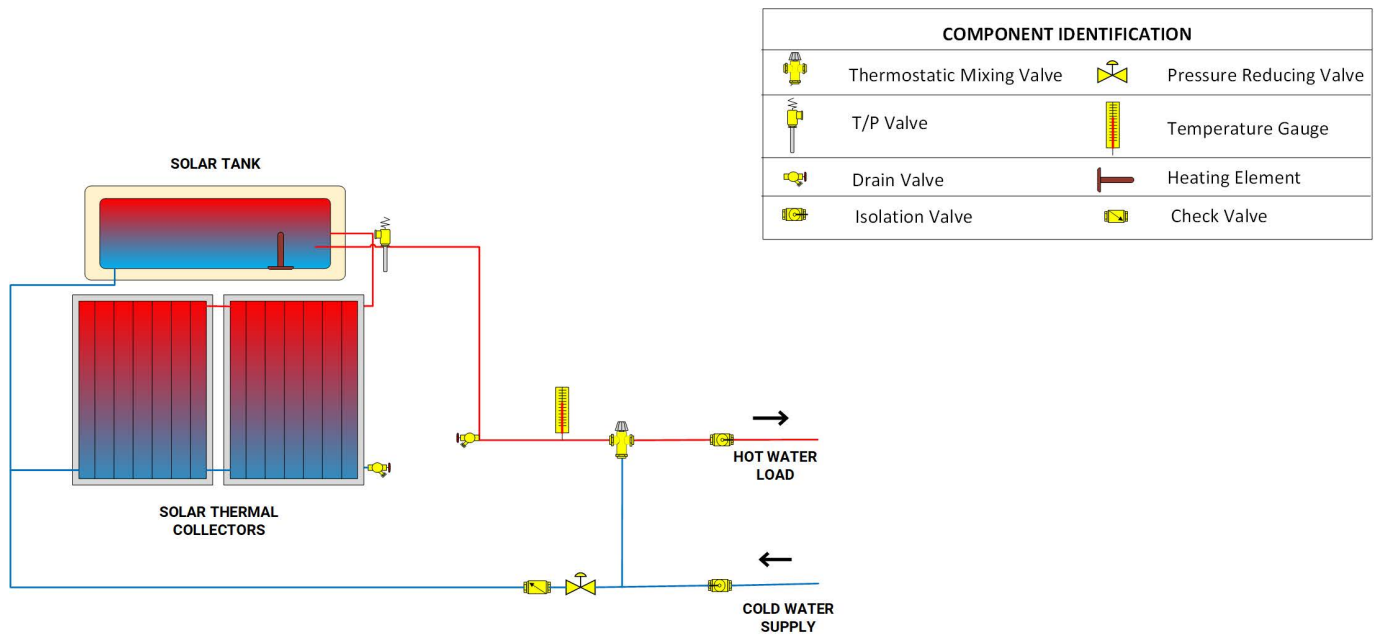 COMPONENT IDENTIFICATION
Thermostatic Mixing Valve
Pressure Reducing Valve
T/P Valve
Temperature Gauge
Drain Valve
Heating Element
Isolation Valve
Check Valve
SOLAR TANK
HOT WATER
LOAD
SOLAR THERMAL
COLLECTORS
COLD WATER
SUPPLY